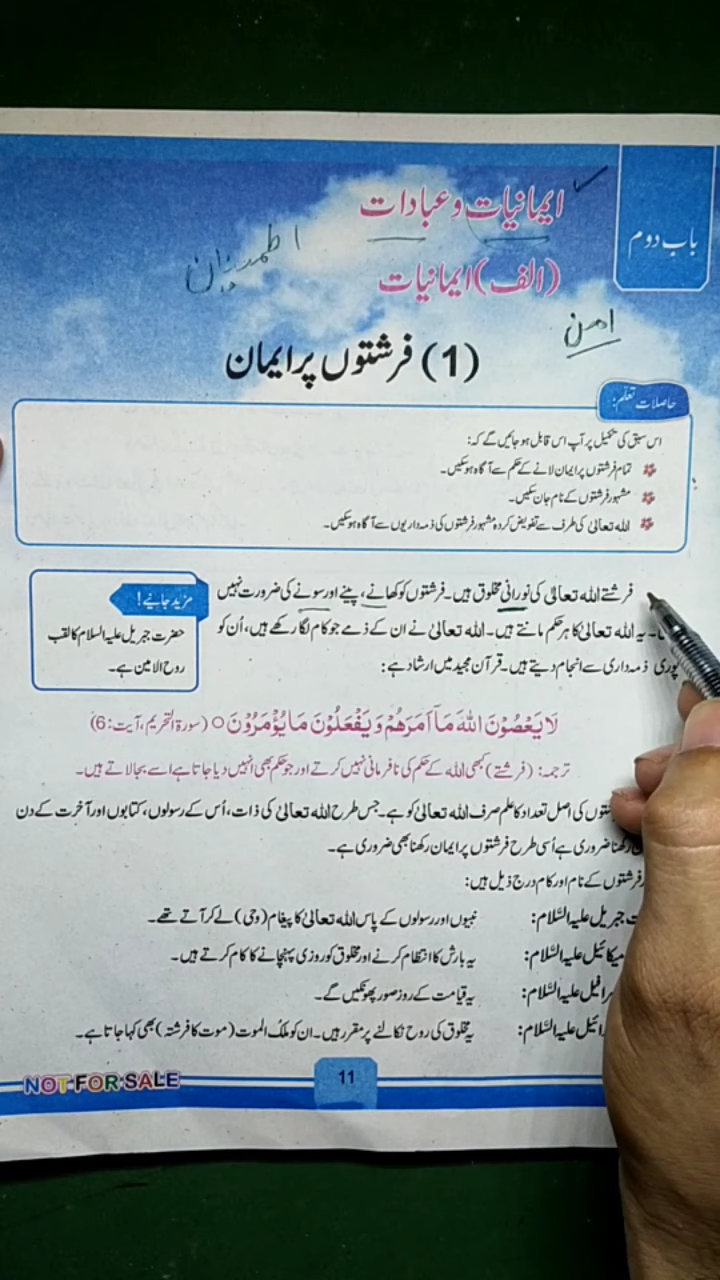 باب دوم
ایمانیات و عبادات
اطمینان
(الف) ایمانیات
امن
(1) فرشتوں پر ایمان
حاصلاتِ تعلّم:
اس سبق کی تکمیل پر آپ اس قابل ہو جائیں گے کہ:
تمام فرشتوں پر ایمان لانے کے حکم سے آگاہ ہو سکیں۔
مشہور فرشتوں کے نام جان سکیں۔
اللہ تعالیٰ کی طرف سے تفویض کردہ مشہور فرشتوں کی ذمہ داریوں سے آگاہ ہو سکیں۔
فرشتے اللہ تعالیٰ کی نورانی مخلوق ہیں۔ فرشتوں کو کھانے، پینے اور سونے کی ضرورت نہیں
۔ یہ اللہ تعالیٰ کا ہر حکم مانتے ہیں۔ اللہ تعالیٰ نے ان کے ذمے جو کام لگا رکھے ہیں، اُن کو
پوری ذمہ داری سے انجام دیتے ہیں۔ قرآن مجید میں ارشاد ہے:
مزید جانیے!
حضرت جبریل علیہ السلام کا لقب
روح الامین ہے۔
لَا يَعْصُوْنَ اللّٰهَ مَاۤ اَمَرَهُمْ وَ يَفْعَلُوْنَ مَا يُؤْمَرُوْنَ ○ (سورۃ التحریم، آیت: 6)
ترجمہ: (فرشتے) کبھی اللہ کے حکم کی نافرمانی نہیں کرتے اور جو حکم بھی انہیں دیا جاتا ہے اسے بجا لاتے ہیں۔
کی اصل تعداد کا علم صرف اللہ تعالیٰ کو ہے۔ جس طرح اللہ تعالیٰ کی ذات، اُس کے رسولوں، کتابوں اور آخرت کے دن
رکھنا ضروری ہے اُسی طرح فرشتوں پر ایمان رکھنا بھی ضروری ہے۔
فرشتوں کے نام اور کام درج ذیل ہیں:
جبریل علیہ السَّلام: نبیوں اور رسولوں کے پاس اللہ تعالیٰ کا پیغام (وحی) لے کر آتے تھے۔
میکائیل علیہ السَّلام: یہ بارش کا انتظام کرنے اور مخلوق کو روزی پہنچانے کا کام کرتے ہیں۔
رافیل علیہ السَّلام: یہ قیامت کے روز صور پھونکیں گے۔
ائیل علیہ السَّلام: یہ مخلوق کی روح نکالنے پر مقرر ہیں۔ ان کو ملک الموت (موت کا فرشتہ) بھی کہا جاتا ہے۔
NOT FOR SALE
11